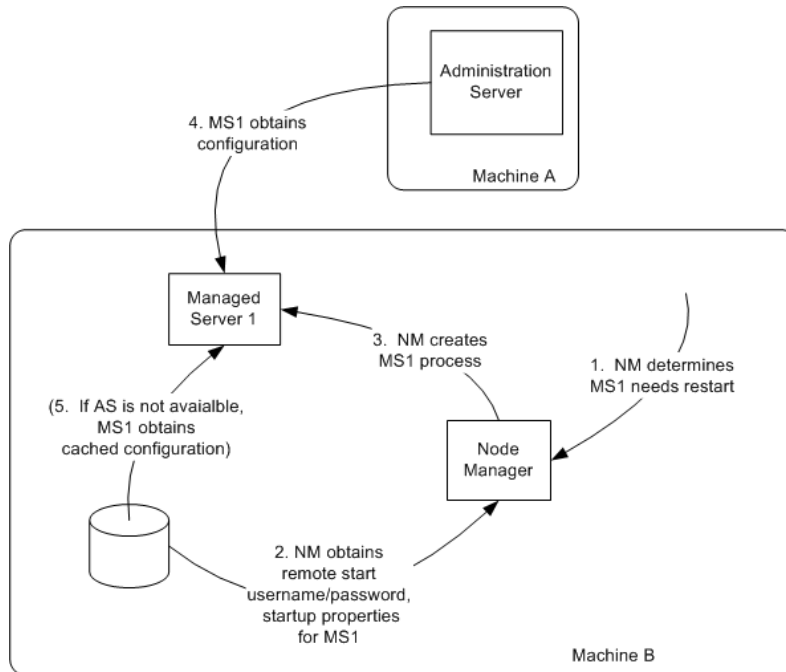 Administration
Server
Machine A
4. MS1 obtains
configuration
Managed
Server 1
3. NM creates
MS1 process
1. NM determines
MS1 needs restart
(5. If AS is not avaialble,
MS1 obtains
cached configuration)
Node
Manager
2. NM obtains
remote start
username/password,
startup properties
for MS1
Machine B